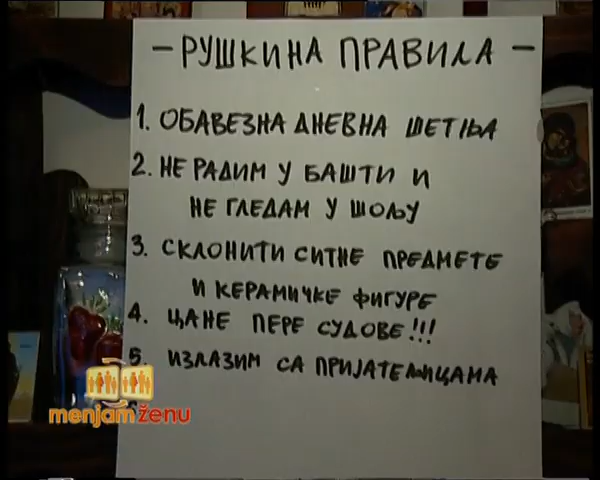 — РУШКИНА ПРАВИЛА —
1. ОБАВЕЗНА ДНЕВНА ШЕТЊА
2. НЕ РАДИМ У БАШТИ И
НЕ ГЛЕДАМ У ШОЉУ
3. СКЛОНИТИ СИТНЕ ПРЕДМЕТЕ
И КЕРАМИЧКЕ ФИГУРЕ
4. ЦАНЕ ПЕРЕ СУДОВЕ!!!
5. ИЗЛАЗИМ СА ПРИЈАТЕЉИЦАМА
menjam ženu